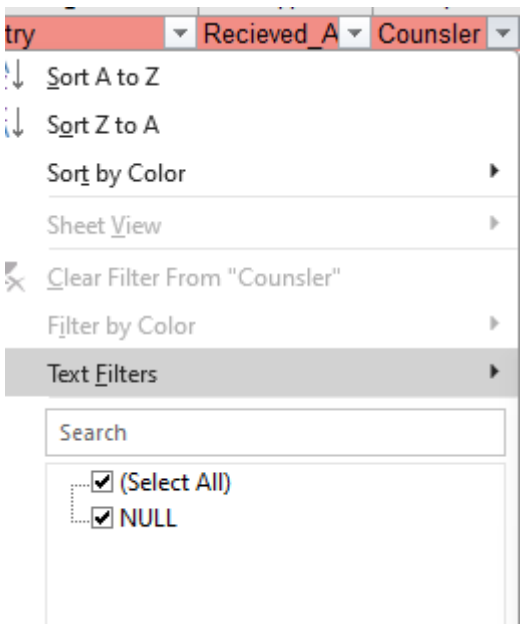 try Recieved_A Counsler
Sort A to Z
Sort Z to A
Sort by Color
Sheet View
Clear Filter From "Counsler"
Filter by Color
Text Filters
Search
(Select All)
NULL